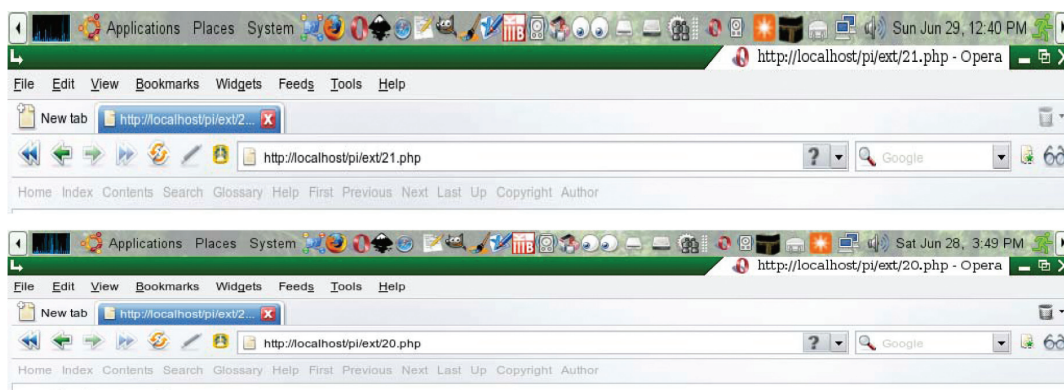 Applications Places System Sun Jun 29, 12:40 PM
http://localhost/pi/ext/21.php - Opera
File Edit View Bookmarks Widgets Feeds Tools Help
New tab http://localhost/pi/ext/2...
http://localhost/pi/ext/21.php ? Google
Home Index Contents Search Glossary Help First Previous Next Last Up Copyright Author
Applications Places System Sat Jun 28, 3:49 PM
http://localhost/pi/ext/20.php - Opera
File Edit View Bookmarks Widgets Feeds Tools Help
New tab http://localhost/pi/ext/2...
http://localhost/pi/ext/20.php ? Google
Home Index Contents Search Glossary Help First Previous Next Last Up Copyright Author